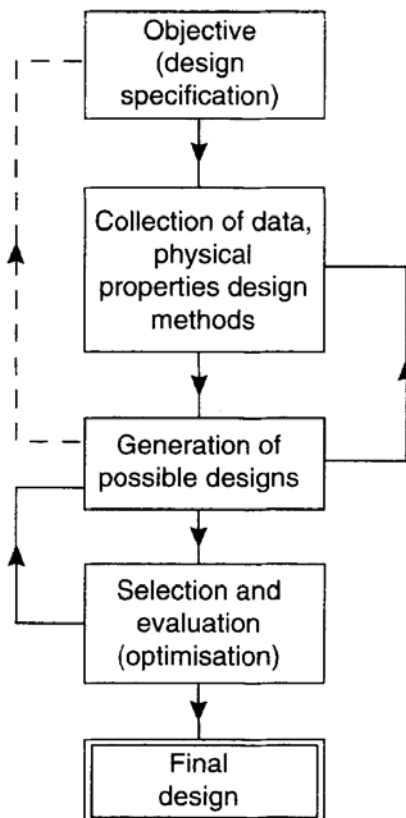 Objective
(design
specification)
Collection of data,
physical
properties design
methods
Generation of
possible designs
Selection and
evaluation
(optimisation)
Final
design